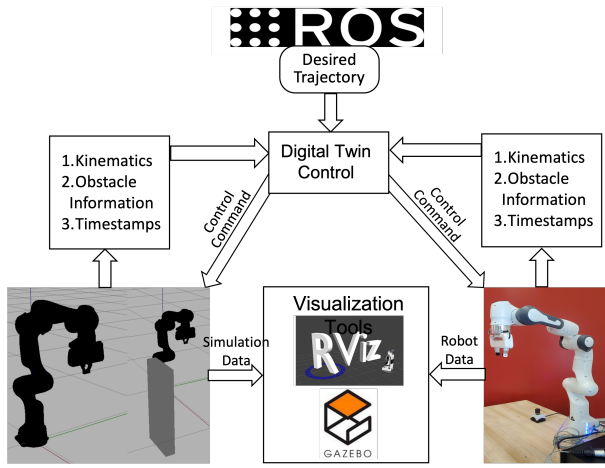 ROS
Desired
Trajectory
1.Kinematics
2.Obstacle
Information
3.Timestamps
Digital Twin
Control
1.Kinematics
2.Obstacle
Information
3.Timestamps
Control
Command
Control
Command
Visualization
Tools
RViz
Simulation
Data
Robot
Data
GAZEBO